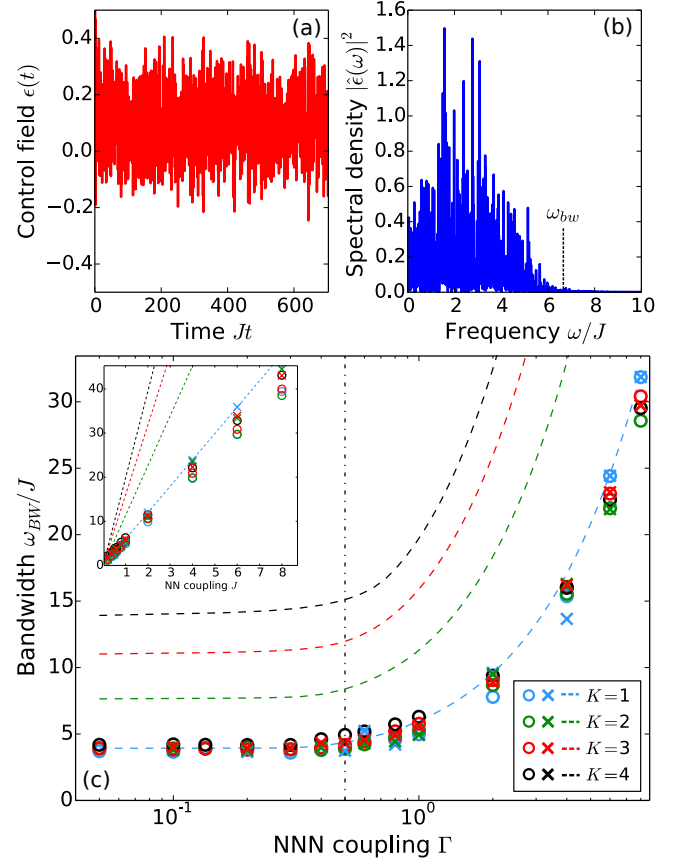 (a)
0.4
0.2
0.0
−0.2
−0.4
Control field ϵ(t)
0 200 400 600
Time Jt
(b)
1.6
1.4
1.2
1.0
0.8
0.6
0.4
0.2
0.0
Spectral density |ϵ̂(ω)|²
ω_bw
0 2 4 6 8 10
Frequency ω/J
30
25
20
15
10
5
0
Bandwidth ω_BW/J
40
30
20
10
0
1 2 3 4 5 6 7 8
NN coupling J
K=1
K=2
K=3
K=4
(c)
10⁻¹ 10⁰
NNN coupling Γ